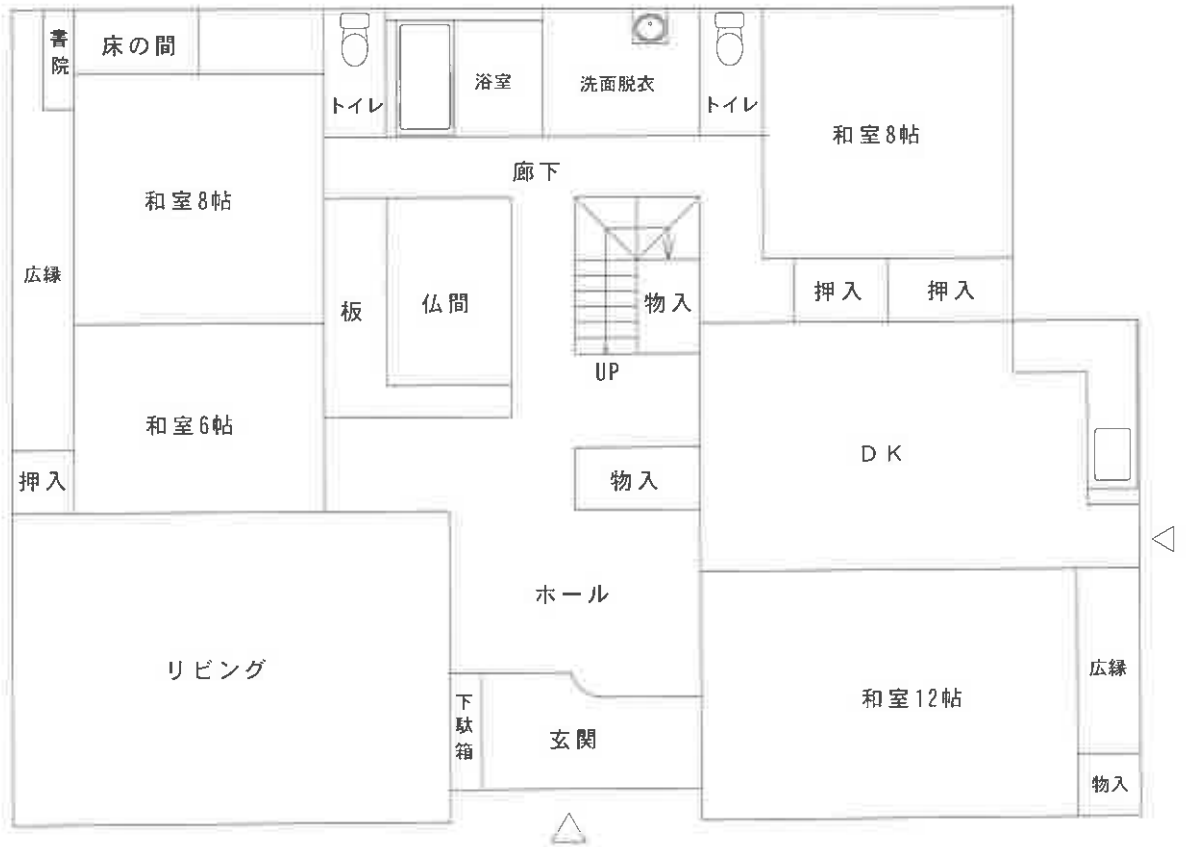 書院
床の間
トイレ
浴室
洗面脱衣
トイレ
和室8帖
廊下
和室8帖
広縁
板
仏間
物入
押入
押入
UP
和室6帖
DK
押入
物入
ホール
リビング
和室12帖
広縁
下駄箱
玄関
物入